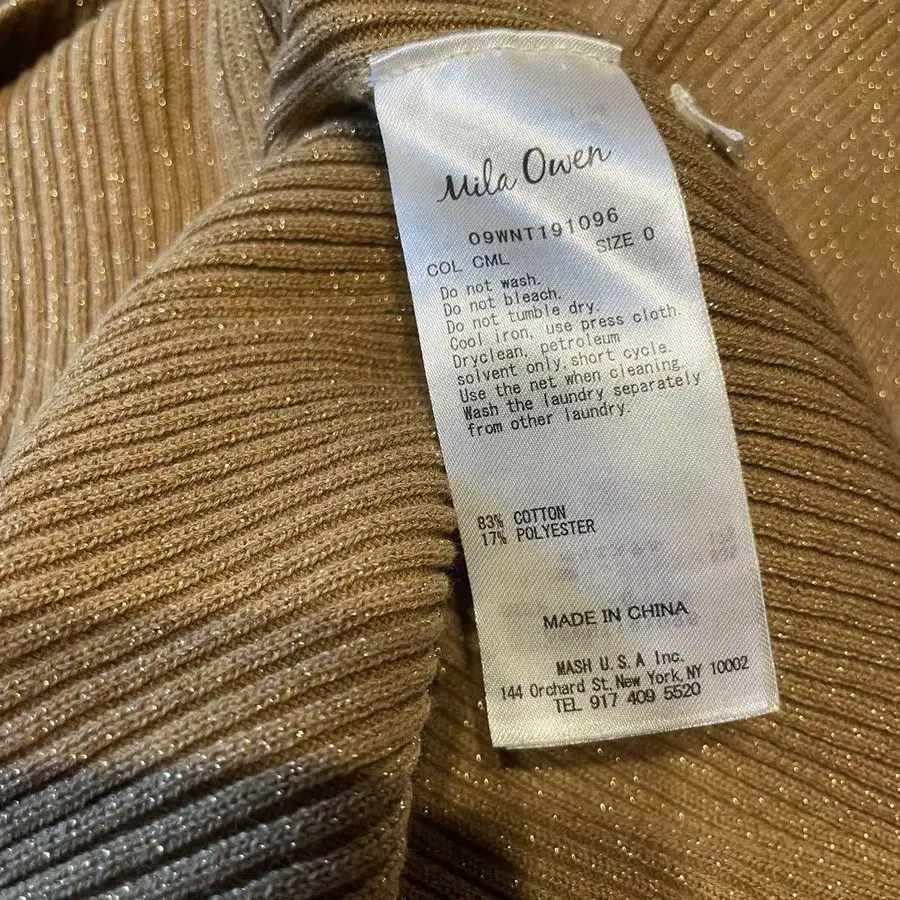 Mila Owen
09WNT191096
COL CML SIZE 0
Do not wash.
Do not bleach.
Do not tumble dry.
Cool iron, use press cloth.
Dryclean, petroleum
solvent only,short cycle.
Use the net when cleaning.
Wash the laundry separately
from other laundry.
83% COTTON
17% POLYESTER
MADE IN CHINA
MASH U.S.A Inc.
144 Orchard St,New York,NY 10002
TEL 917 409 5520